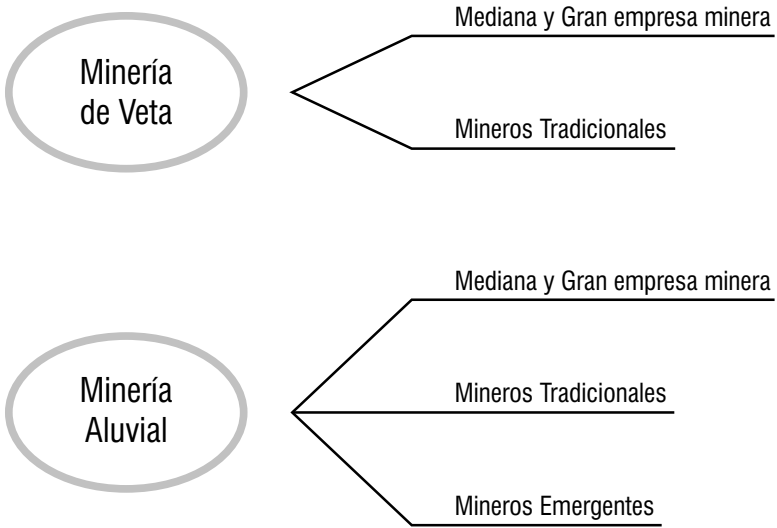 Minería
de Veta
Mediana y Gran empresa minera
Mineros Tradicionales
Minería
Aluvial
Mediana y Gran empresa minera
Mineros Tradicionales
Mineros Emergentes